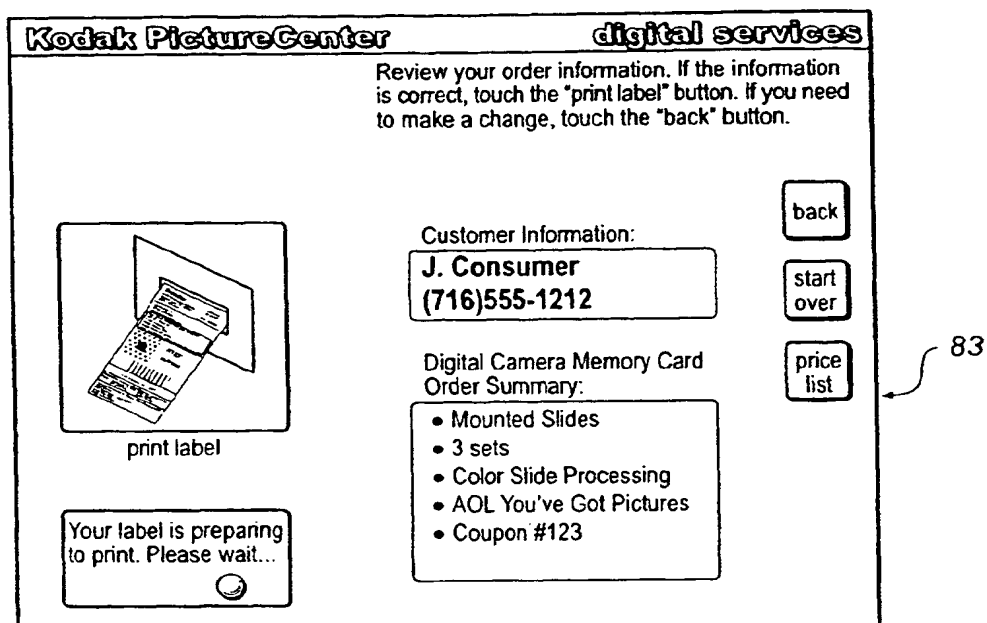 Kodak PictureCenter digital services
Review your order information. If the information
is correct, touch the "print label" button. If you need
to make a change, touch the "back" button.
back
Customer Information:
J. Consumer
(716)555-1212
start
over
price
list
83
Digital Camera Memory Card
Order Summary:
• Mounted Slides
• 3 sets
• Color Slide Processing
• AOL You've Got Pictures
• Coupon #123
print label
Your label is preparing
to print. Please wait...